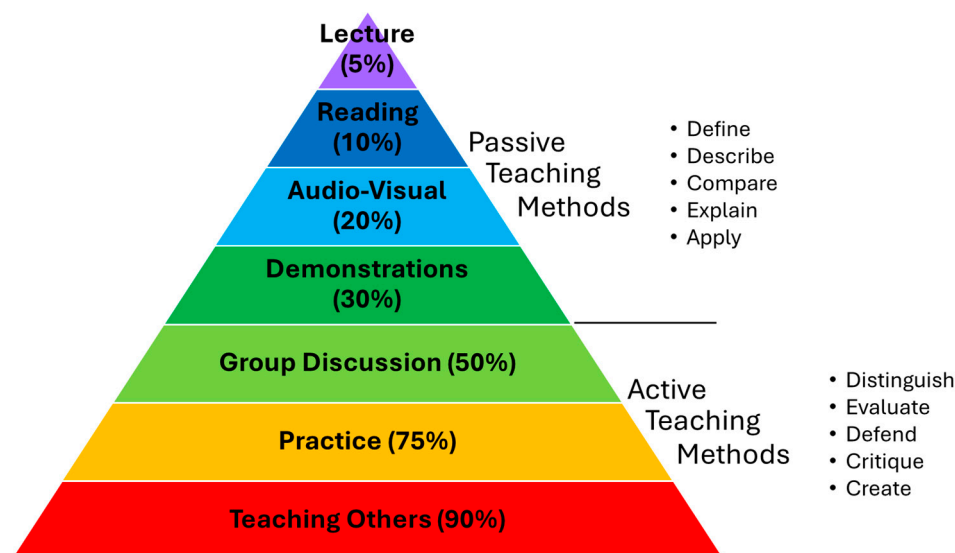 Lecture
(5%)
Reading
(10%)
Audio-Visual
(20%)
Demonstrations
(30%)
Group Discussion (50%)
Practice (75%)
Teaching Others (90%)
Passive
Teaching
Methods
• Define
• Describe
• Compare
• Explain
• Apply
Active
Teaching
Methods
• Distinguish
• Evaluate
• Defend
• Critique
• Create